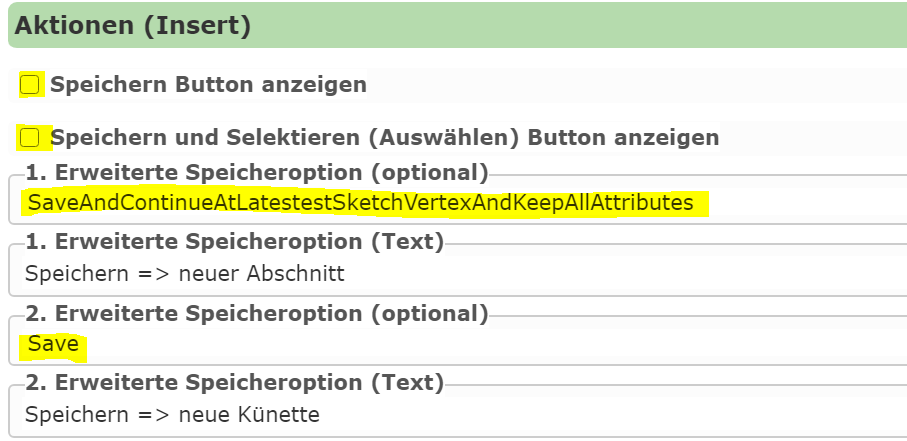 Aktionen (Insert)
Speichern Button anzeigen
Speichern und Selektieren (Auswählen) Button anzeigen
1. Erweiterte Speicheroption (optional)
SaveAndContinueAtLatestestSketchVertexAndKeepAllAttributes
1. Erweiterte Speicheroption (Text)
Speichern => neuer Abschnitt
2. Erweiterte Speicheroption (optional)
Save
2. Erweiterte Speicheroption (Text)
Speichern => neue Künette